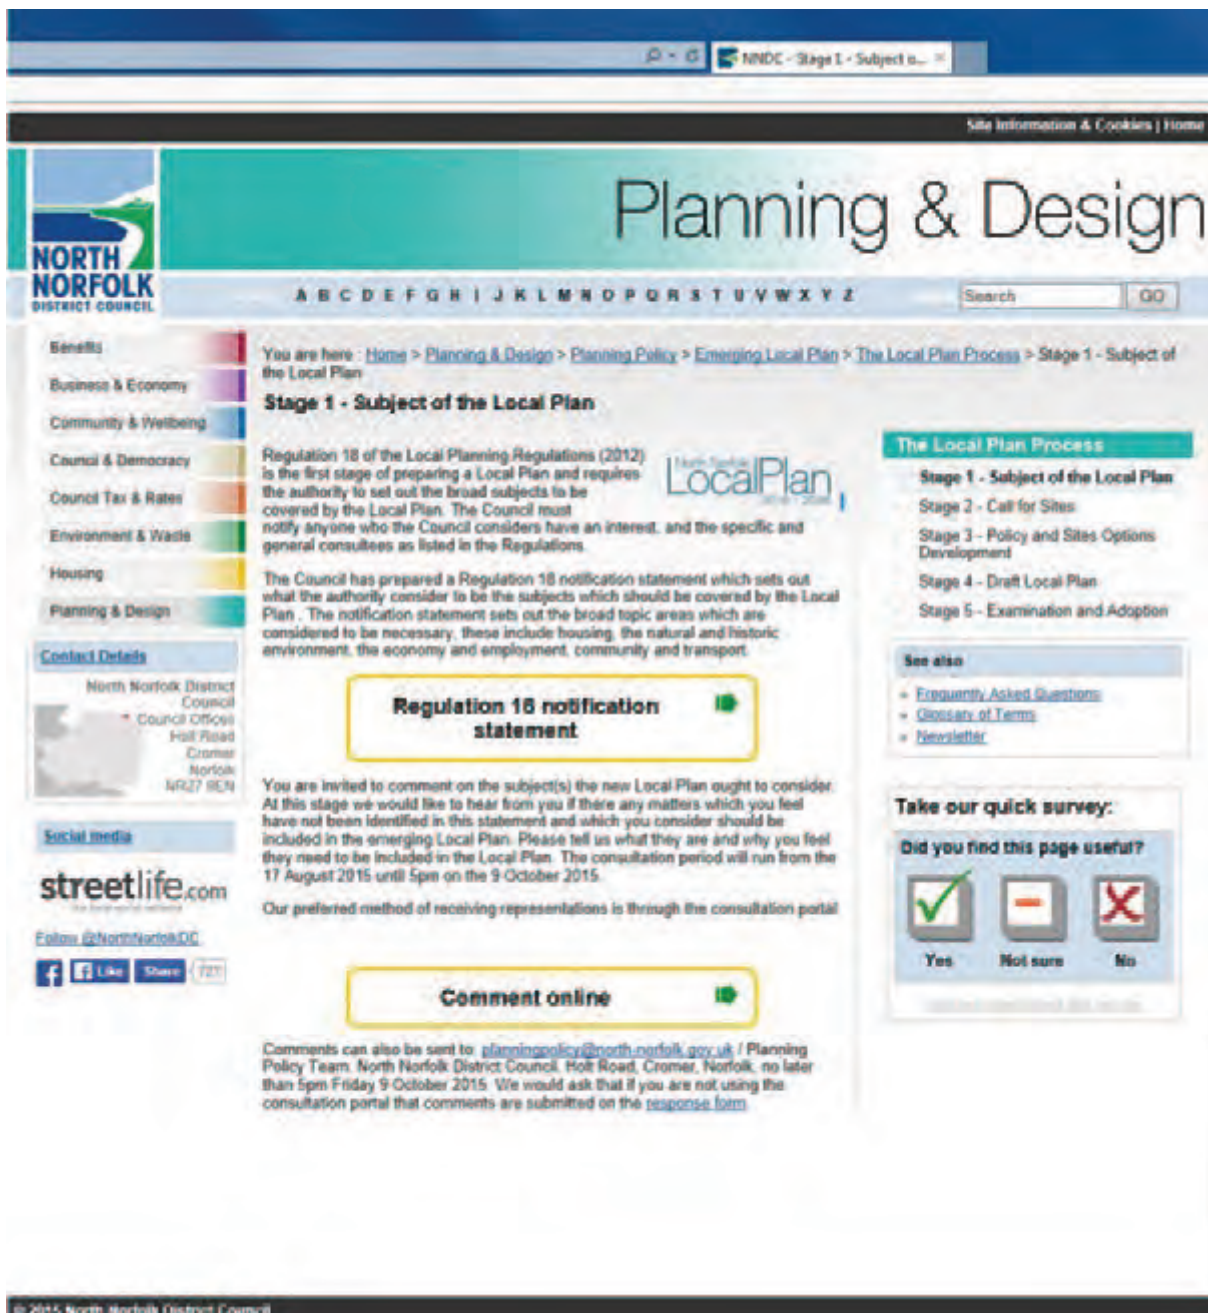 NNDC - Stage 1 - Subject o...
Site Information & Cookies | Home
Planning & Design
NORTH
NORFOLK
DISTRICT COUNCIL
A B C D E F G H I J K L M N O P Q R S T U V W X Y Z
Search
GO
Benefits
Business & Economy
Community & Wellbeing
Council & Democracy
Council Tax & Rates
Environment & Waste
Housing
Planning & Design
Contact Details
North Norfolk District
Council
Council Offices
Holt Road
Cromer
Norfolk
NR27 9EN
Social media
streetlife.com
Follow @NorthNorfolkDC
Like Share
You are here : Home > Planning & Design > Planning Policy > Emerging Local Plan > The Local Plan Process > Stage 1 - Subject of
the Local Plan
Stage 1 - Subject of the Local Plan
Regulation 18 of the Local Planning Regulations (2012)
is the first stage of preparing a Local Plan and requires
the authority to set out the broad subjects to be
covered by the Local Plan. The Council must
notify anyone who the Council considers have an interest, and the specific and
general consultees as listed in the Regulations.
North Norfolk
LocalPlan
The Council has prepared a Regulation 18 notification statement which sets out
what the authority consider to be the subjects which should be covered by the Local
Plan . The notification statement sets out the broad topic areas which are
considered to be necessary, these include housing, the natural and historic
environment, the economy and employment, community and transport.
Regulation 18 notification
statement
You are invited to comment on the subject(s) the new Local Plan ought to consider.
At this stage we would like to hear from you if there any matters which you feel
have not been identified in this statement and which you consider should be
included in the emerging Local Plan. Please tell us what they are and why you feel
they need to be included in the Local Plan. The consultation period will run from the
17 August 2015 until 5pm on the 9 October 2015.
Our preferred method of receiving representations is through the consultation portal
Comment online
Comments can also be sent to: planningpolicy@north-norfolk.gov.uk / Planning
Policy Team, North Norfolk District Council, Holt Road, Cromer, Norfolk, no later
than 5pm Friday 9 October 2015. We would ask that if you are not using the
consultation portal that comments are submitted on the response form.
The Local Plan Process
Stage 1 - Subject of the Local Plan
Stage 2 - Call for Sites
Stage 3 - Policy and Sites Options
Development
Stage 4 - Draft Local Plan
Stage 5 - Examination and Adoption
See also
» Frequently Asked Questions
» Glossary of Terms
» Newsletter
Take our quick survey:
Did you find this page useful?
Yes
Not sure
No
© 2015 North Norfolk District Council